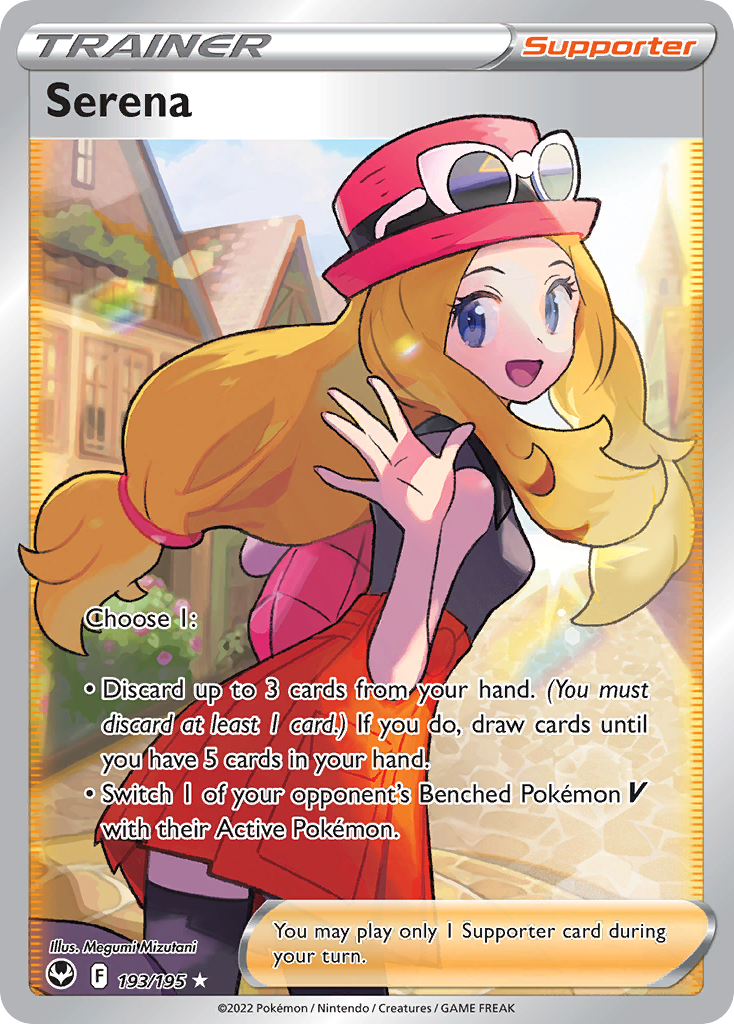 TRAINER
Supporter
Serena
Choose 1:
• Discard up to 3 cards from your hand. (You must
discard at least 1 card.) If you do, draw cards until
you have 5 cards in your hand.
• Switch 1 of your opponent's Benched Pokémon V
with their Active Pokémon.
You may play only 1 Supporter card during
your turn.
Illus. Megumi Mizutani
F 193/195 ★
©2022 Pokémon / Nintendo / Creatures / GAME FREAK